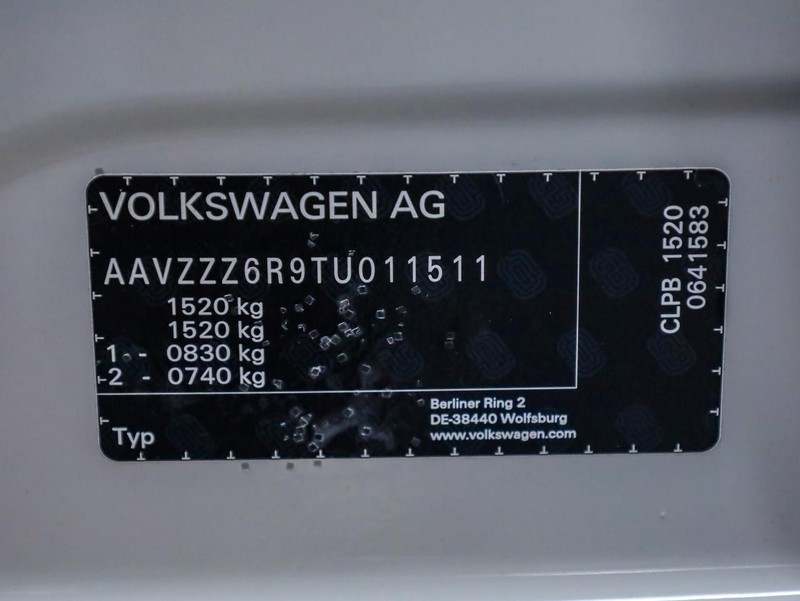 VOLKSWAGEN AG
AAVZZZ6R9TU011511
1520 kg
1520 kg
1 - 0830 kg
2 - 0740 kg
Typ
Berliner Ring 2
DE-38440 Wolfsburg
www.volkswagen.com
CLPB 1520
0641583